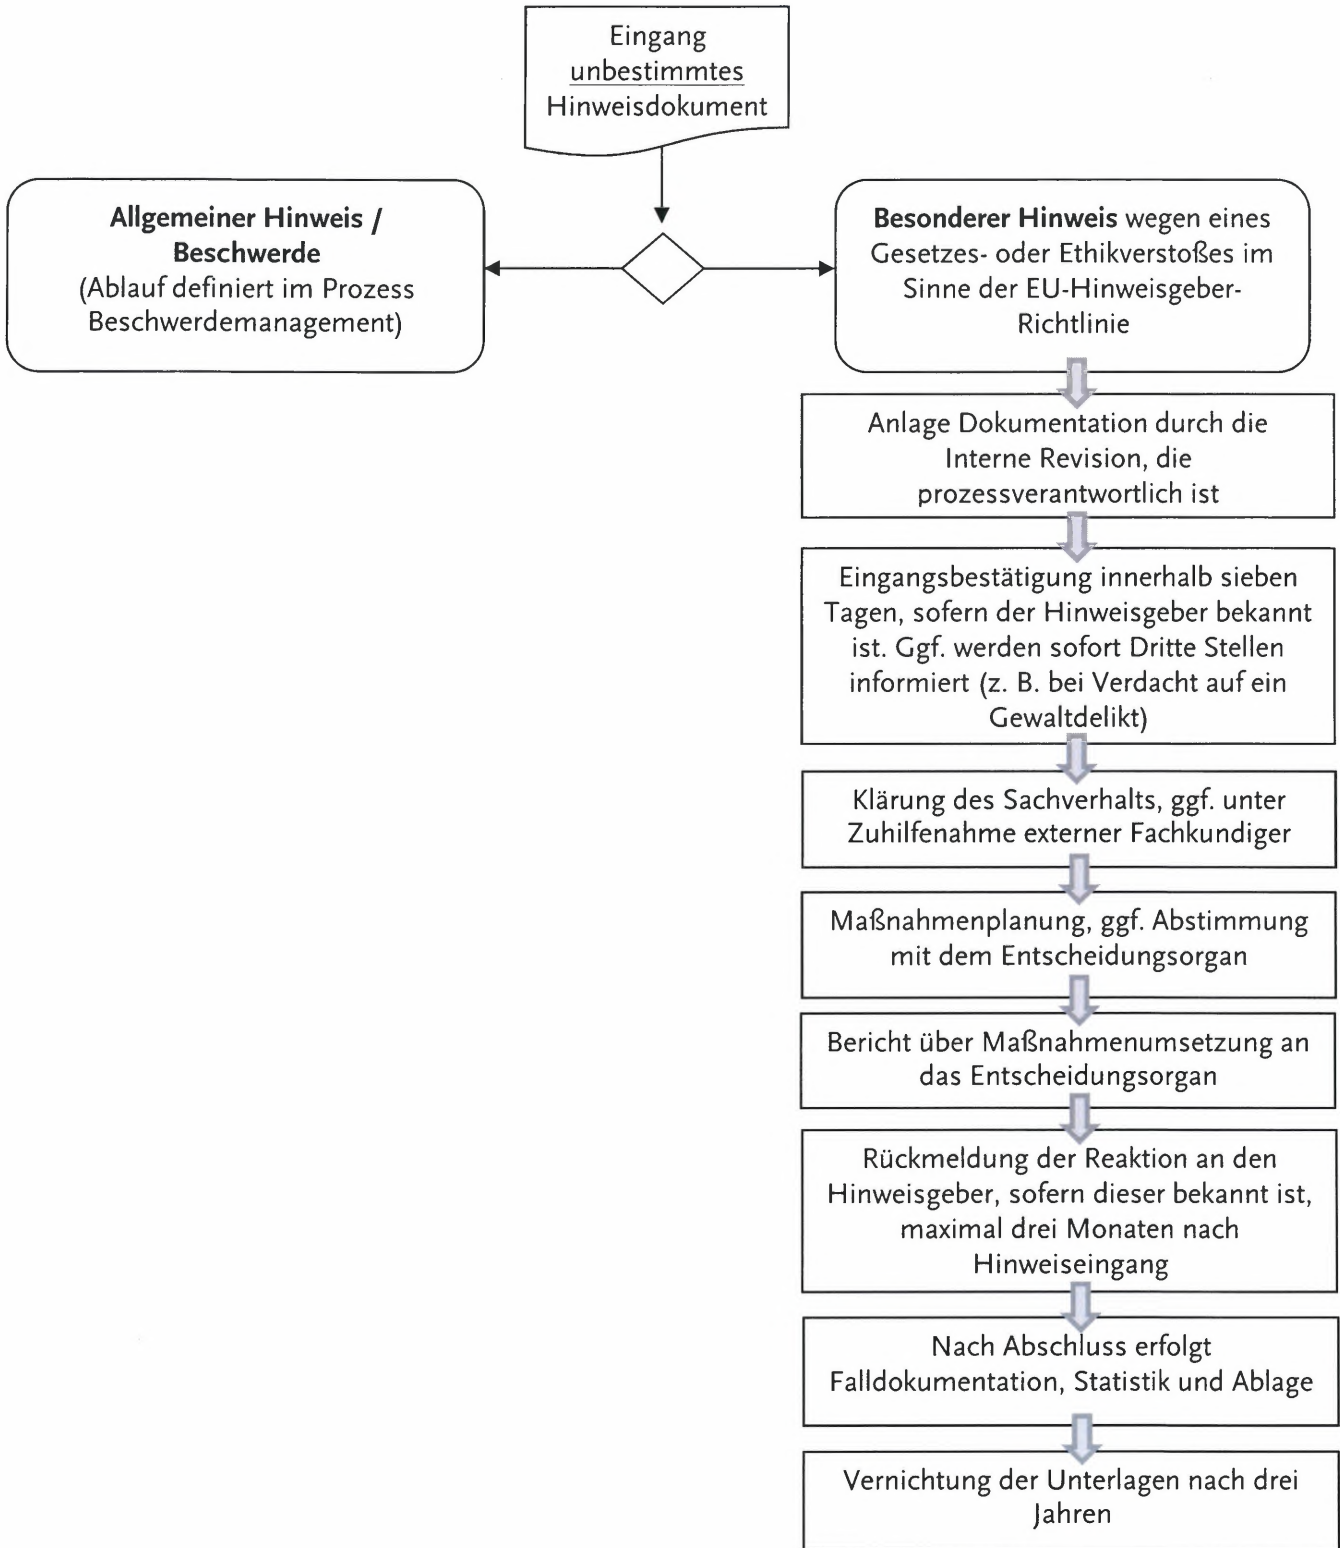 Eingang
unbestimmtes
Hinweisdokument
Allgemeiner Hinweis /
Beschwerde
(Ablauf definiert im Prozess
Beschwerdemanagement)
Besonderer Hinweis wegen eines
Gesetzes- oder Ethikverstoßes im
Sinne der EU-Hinweisgeber-
Richtlinie
Anlage Dokumentation durch die
Interne Revision, die
prozessverantwortlich ist
Eingangsbestätigung innerhalb sieben
Tagen, sofern der Hinweisgeber bekannt
ist. Ggf. werden sofort Dritte Stellen
informiert (z. B. bei Verdacht auf ein
Gewaltdelikt)
Klärung des Sachverhalts, ggf. unter
Zuhilfenahme externer Fachkundiger
Maßnahmenplanung, ggf. Abstimmung
mit dem Entscheidungsorgan
Bericht über Maßnahmenumsetzung an
das Entscheidungsorgan
Rückmeldung der Reaktion an den
Hinweisgeber, sofern dieser bekannt ist,
maximal drei Monaten nach
Hinweiseingang
Nach Abschluss erfolgt
Falldokumentation, Statistik und Ablage
Vernichtung der Unterlagen nach drei
Jahren